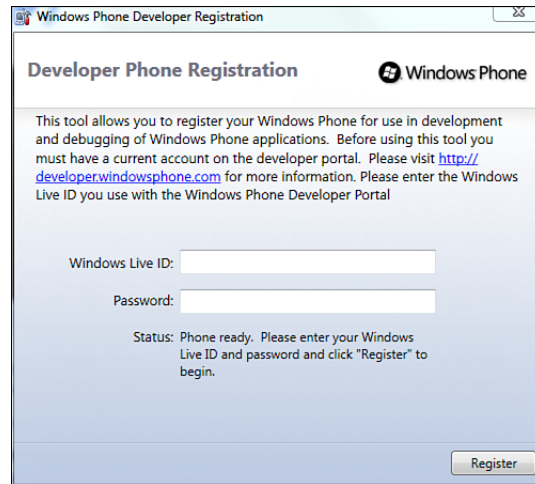 Windows Phone Developer Registration
Developer Phone Registration
Windows Phone
This tool allows you to register your Windows Phone for use in development
and debugging of Windows Phone applications.  Before using this tool you
must have a current account on the developer portal.  Please visit http://
developer.windowsphone.com for more information. Please enter the Windows
Live ID you use with the Windows Phone Developer Portal
Windows Live ID:
Password:
Status: Phone ready.  Please enter your Windows
Live ID and password and click "Register" to
begin.
Register